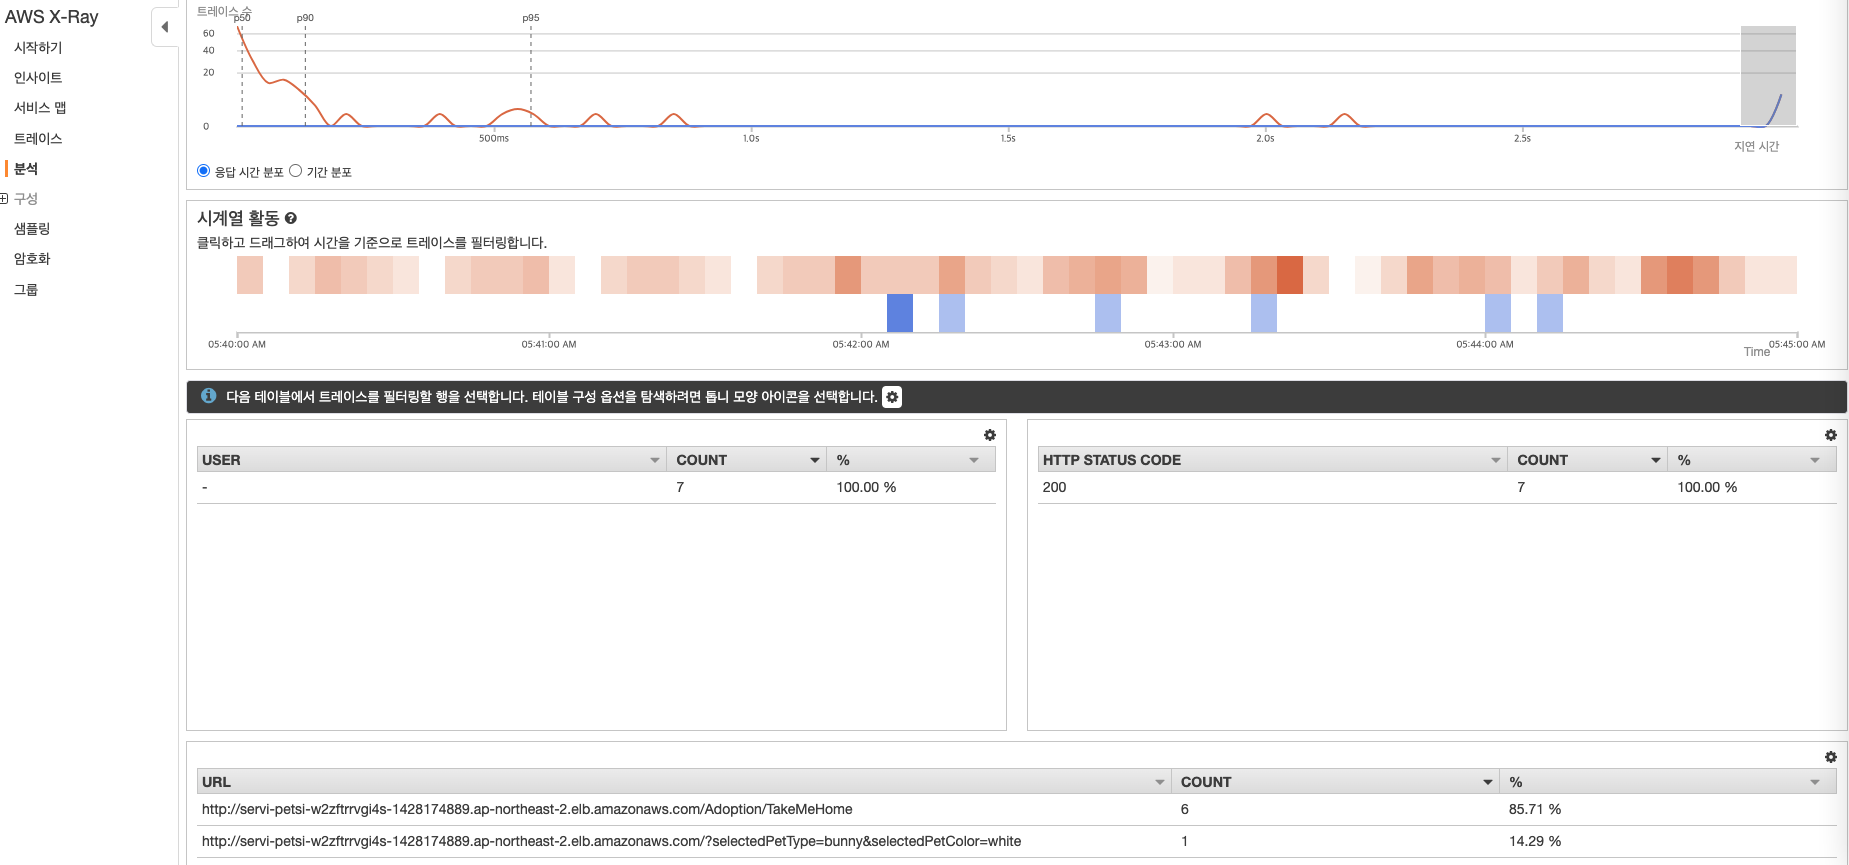 AWS X-Ray
시작하기
인사이트
서비스 맵
트레이스
분석
구성
샘플링
암호화
그룹
트레이스 수
p50 p90 p95
60
40
20
0
500ms 1.0s 1.5s 2.0s 2.5s
지연 시간
응답 시간 분포 기간 분포
시계열 활동
클릭하고 드래그하여 시간을 기준으로 트레이스를 필터링합니다.
05:40:00 AM 05:41:00 AM 05:42:00 AM 05:43:00 AM 05:44:00 AM 05:45:00 AM
Time
다음 테이블에서 트레이스를 필터링할 행을 선택합니다. 테이블 구성 옵션을 탐색하려면 톱니 모양 아이콘을 선택합니다.
USER COUNT %
- 7 100.00 %
HTTP STATUS CODE COUNT %
200 7 100.00 %
URL COUNT %
http://servi-petsi-w2zftrrvgi4s-1428174889.ap-northeast-2.elb.amazonaws.com/Adoption/TakeMeHome 6 85.71 %
http://servi-petsi-w2zftrrvgi4s-1428174889.ap-northeast-2.elb.amazonaws.com/?selectedPetType=bunny&selectedPetColor=white 1 14.29 %